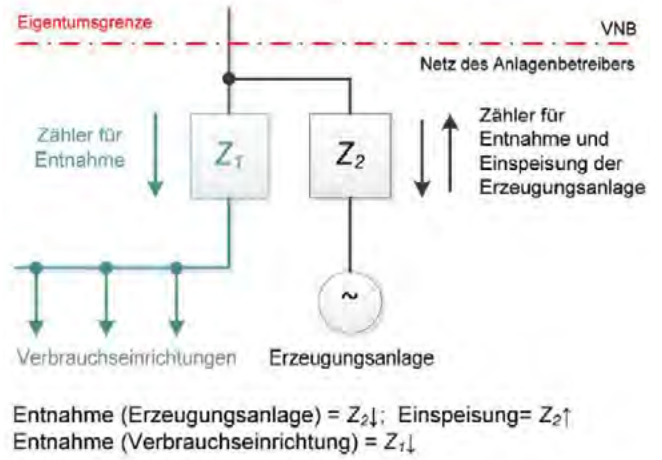 Eigentumsgrenze
VNB
Netz des Anlagenbetreibers
Zähler für
Entnahme
Z1
Z2
Zähler für
Entnahme und
Einspeisung der
Erzeugungsanlage
~
Verbrauchseinrichtungen
Erzeugungsanlage
Entnahme (Erzeugungsanlage) = Z2↓; Einspeisung= Z2↑
Entnahme (Verbrauchseinrichtung) = Z1↓